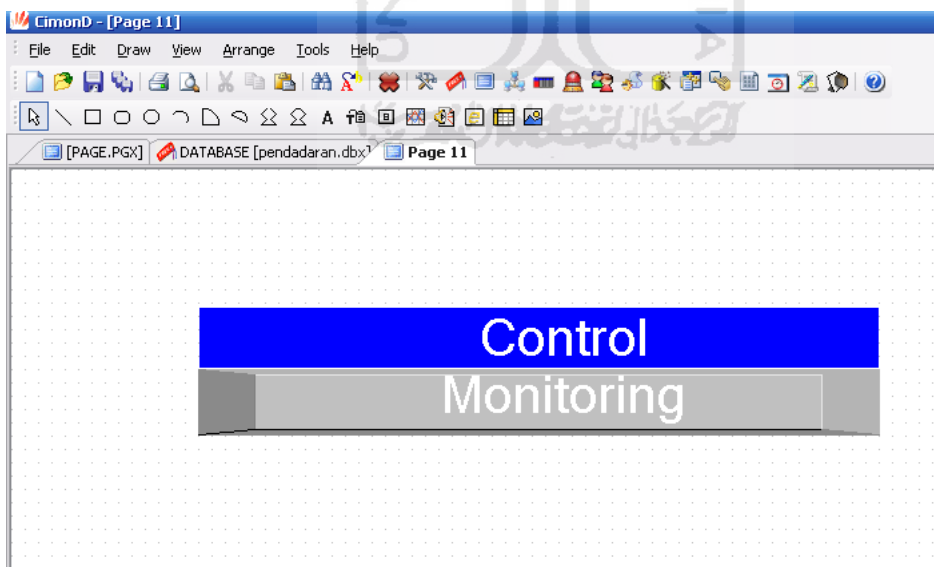 CimonD - [Page 11]
File Edit Draw View Arrange Tools Help
[PAGE.PGX] DATABASE [pendadaran.dbx] Page 11
Control
Monitoring